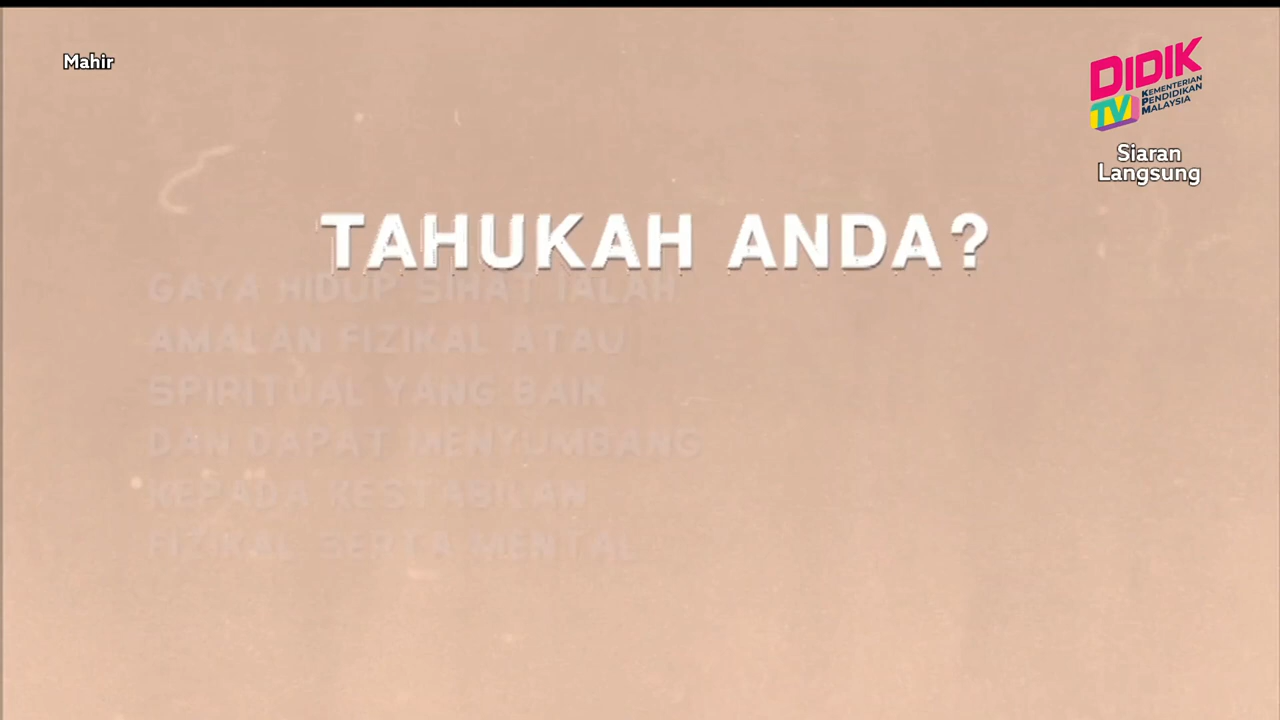 Mahir
DIDIK
TV
KEMENTERIAN
PENDIDIKAN
MALAYSIA
Siaran
Langsung
TAHUKAH ANDA?
GAYA HIDUP SIHAT IALAH
AMALAN FIZIKAL ATAU
SPIRITUAL YANG BAIK
DAN DAPAT MENYUMBANG
KEPADA KESTABILAN
FIZIKAL SERTA MENTAL